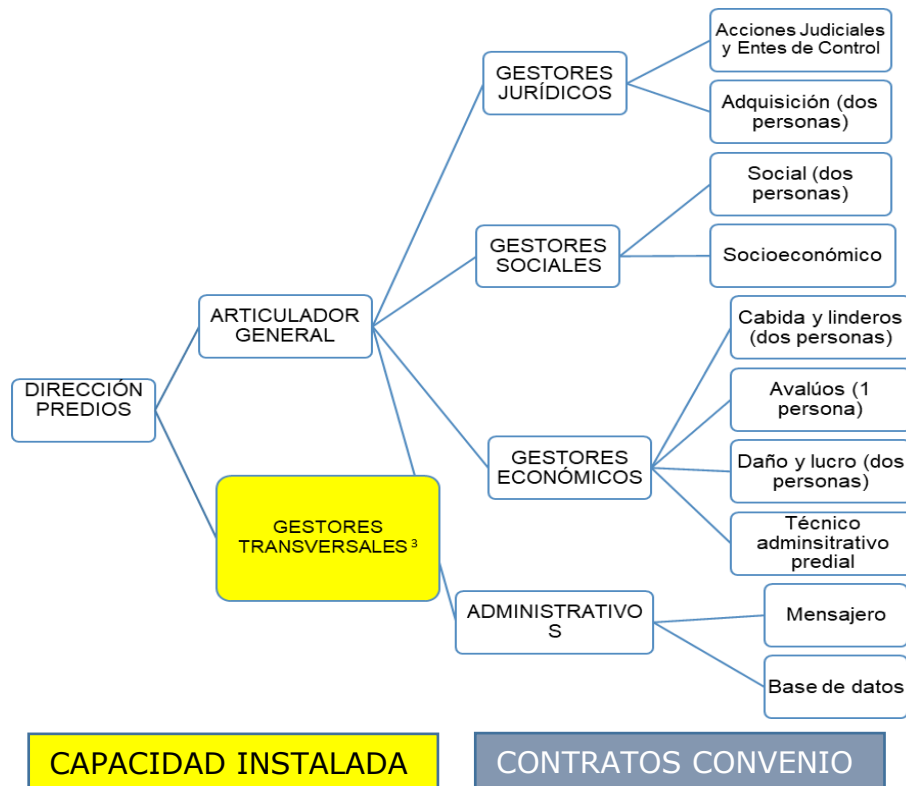 Acciones Judiciales
y Entes de Control
GESTORES
JURÍDICOS
Adquisición (dos
personas)
Social (dos
personas)
GESTORES
SOCIALES
Socioeconómico
ARTICULADOR
GENERAL
Cabida y linderos
(dos personas)
DIRECCIÓN
PREDIOS
Avalúos (1
persona)
GESTORES
ECONÓMICOS
Daño y lucro (dos
personas)
GESTORES
TRANSVERSALES³
Técnico
adminsitrativo
predial
ADMINISTRATIVO
S
Mensajero
Base de datos
CAPACIDAD INSTALADA
CONTRATOS CONVENIO